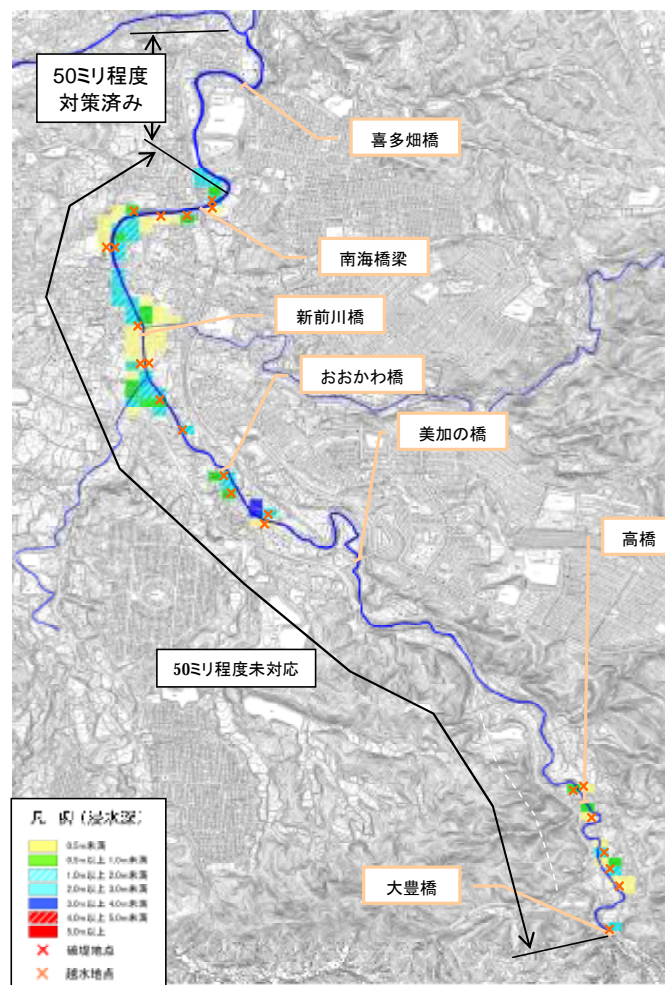 50ミリ程度
対策済み
喜多畑橋
南海橋梁
新前川橋
おおかわ橋
美加の橋
高橋
50ミリ程度未対応
大豊橋
凡 例 (浸水深)
0.5m未満
0.5m以上 1.0m未満
1.0m以上 2.0m未満
2.0m以上 3.0m未満
3.0m以上 4.0m未満
4.0m以上 5.0m未満
5.0m以上
破堤地点
越水地点